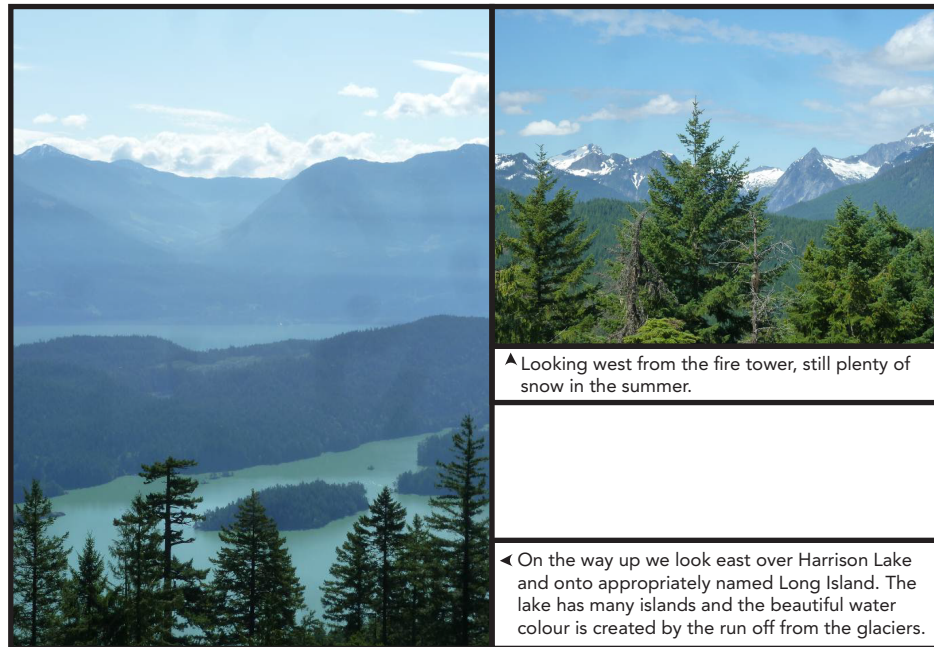 Looking west from the fire tower, still plenty of
snow in the summer.
On the way up we look east over Harrison Lake
and onto appropriately named Long Island. The
lake has many islands and the beautiful water
colour is created by the run off from the glaciers.